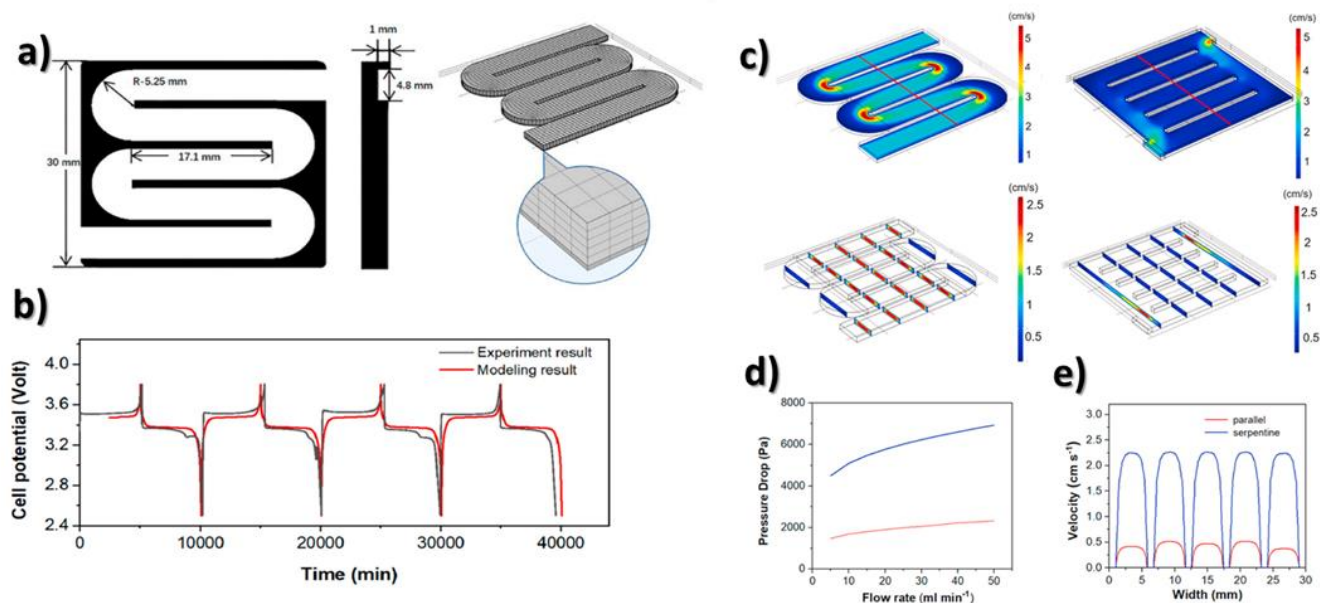 a)
1 mm
R-5.25 mm
4.8 mm
30 mm
17.1 mm
b)
Cell potential (Volt)
4.0
3.6
3.2
2.4
Experiment result
Modeling result
0
10000
20000
30000
40000
Time (min)
c)
(cm/s)
5
4
3
2
1
(cm/s)
5
4
3
2
1
(cm/s)
2.5
2
1.5
1
0.5
(cm/s)
2.5
2
1.5
1
0.5
d)
Pressure Drop (Pa)
8000
6000
4000
2000
0
0
10
20
30
40
50
Flow rate (ml min⁻¹)
e)
Velocity (cm s⁻¹)
3.0
2.5
2.0
1.5
1.0
0.5
0.0
parallel
serpentine
0
5
10
15
20
25
30
Width (mm)